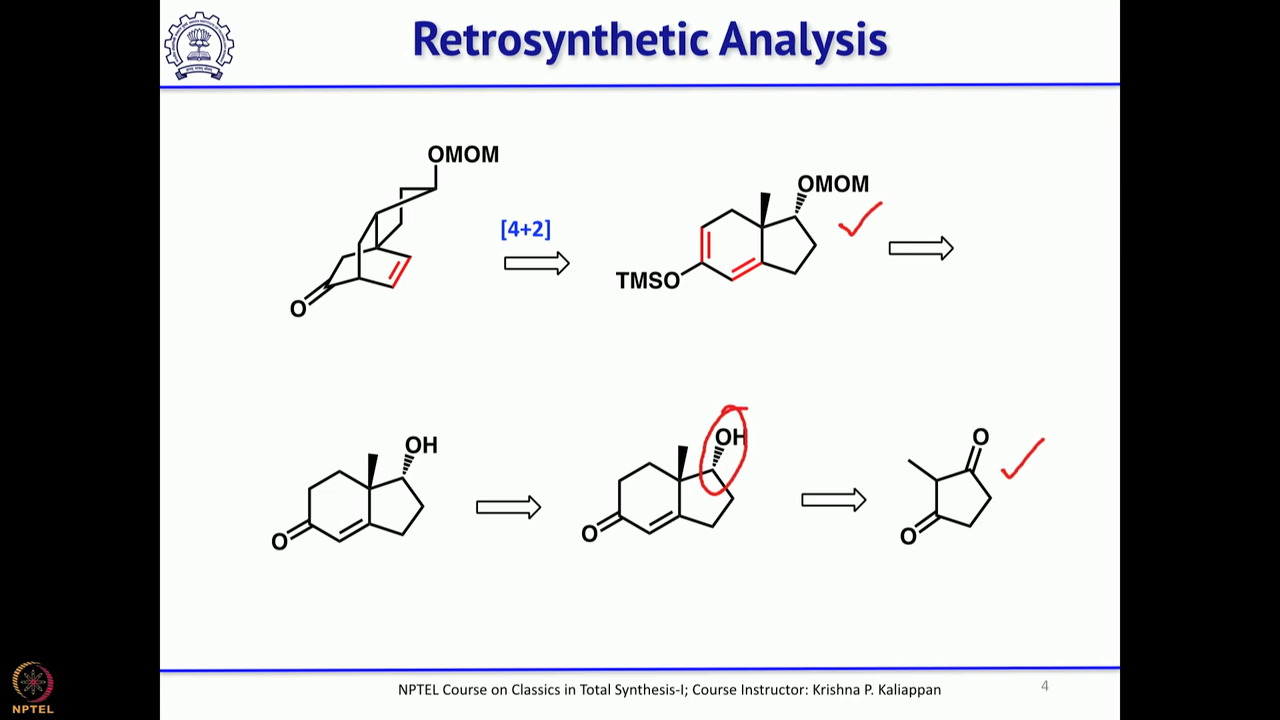 Retrosynthetic Analysis
OMOM
[4+2]
O
OMOM
TMSO
OH
O
OH
O
O
O
NPTEL Course on Classics in Total Synthesis-I; Course Instructor: Krishna P. Kaliappan
4
NPTEL